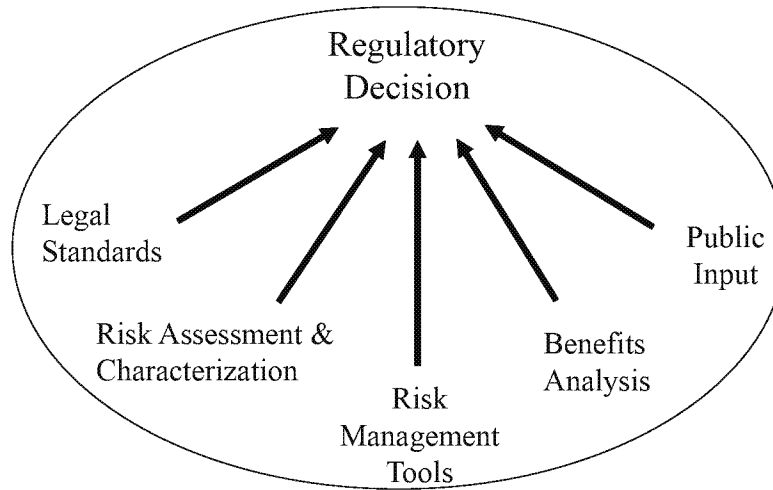 Regulatory
Decision
Legal
Standards
Public
Input
Risk Assessment &
Characterization
Benefits
Analysis
Risk
Management
Tools